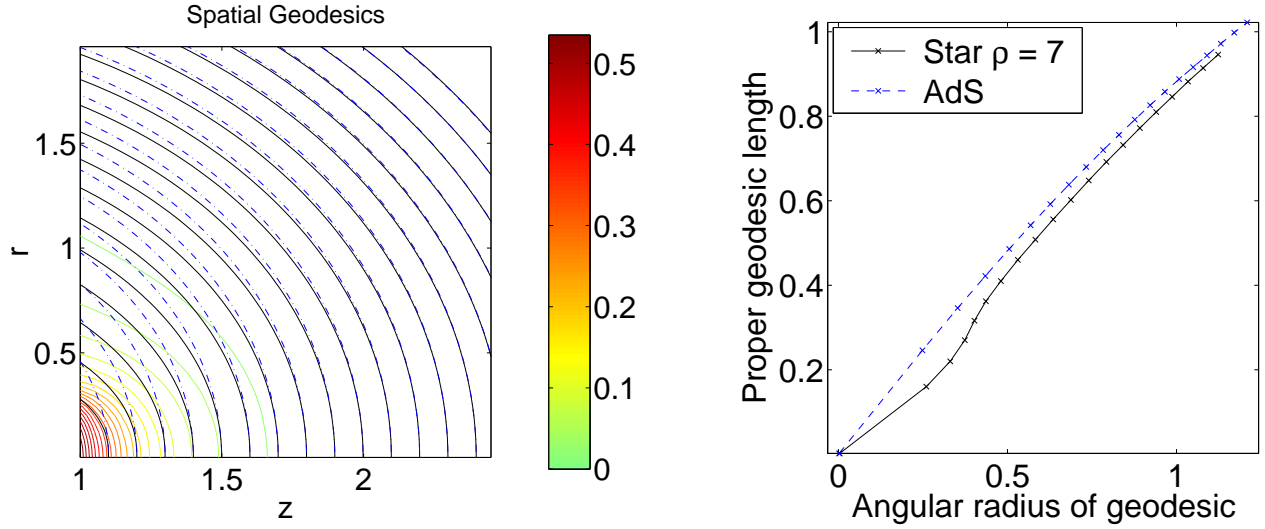 Spatial Geodesics
r
1.5
1
0.5
1
1.5
2
z
0.5
0.4
0.3
0.2
0.1
0
Proper geodesic length
1
0.8
0.6
0.4
0.2
Star ρ = 7
AdS
0
0.5
1
Angular radius of geodesic